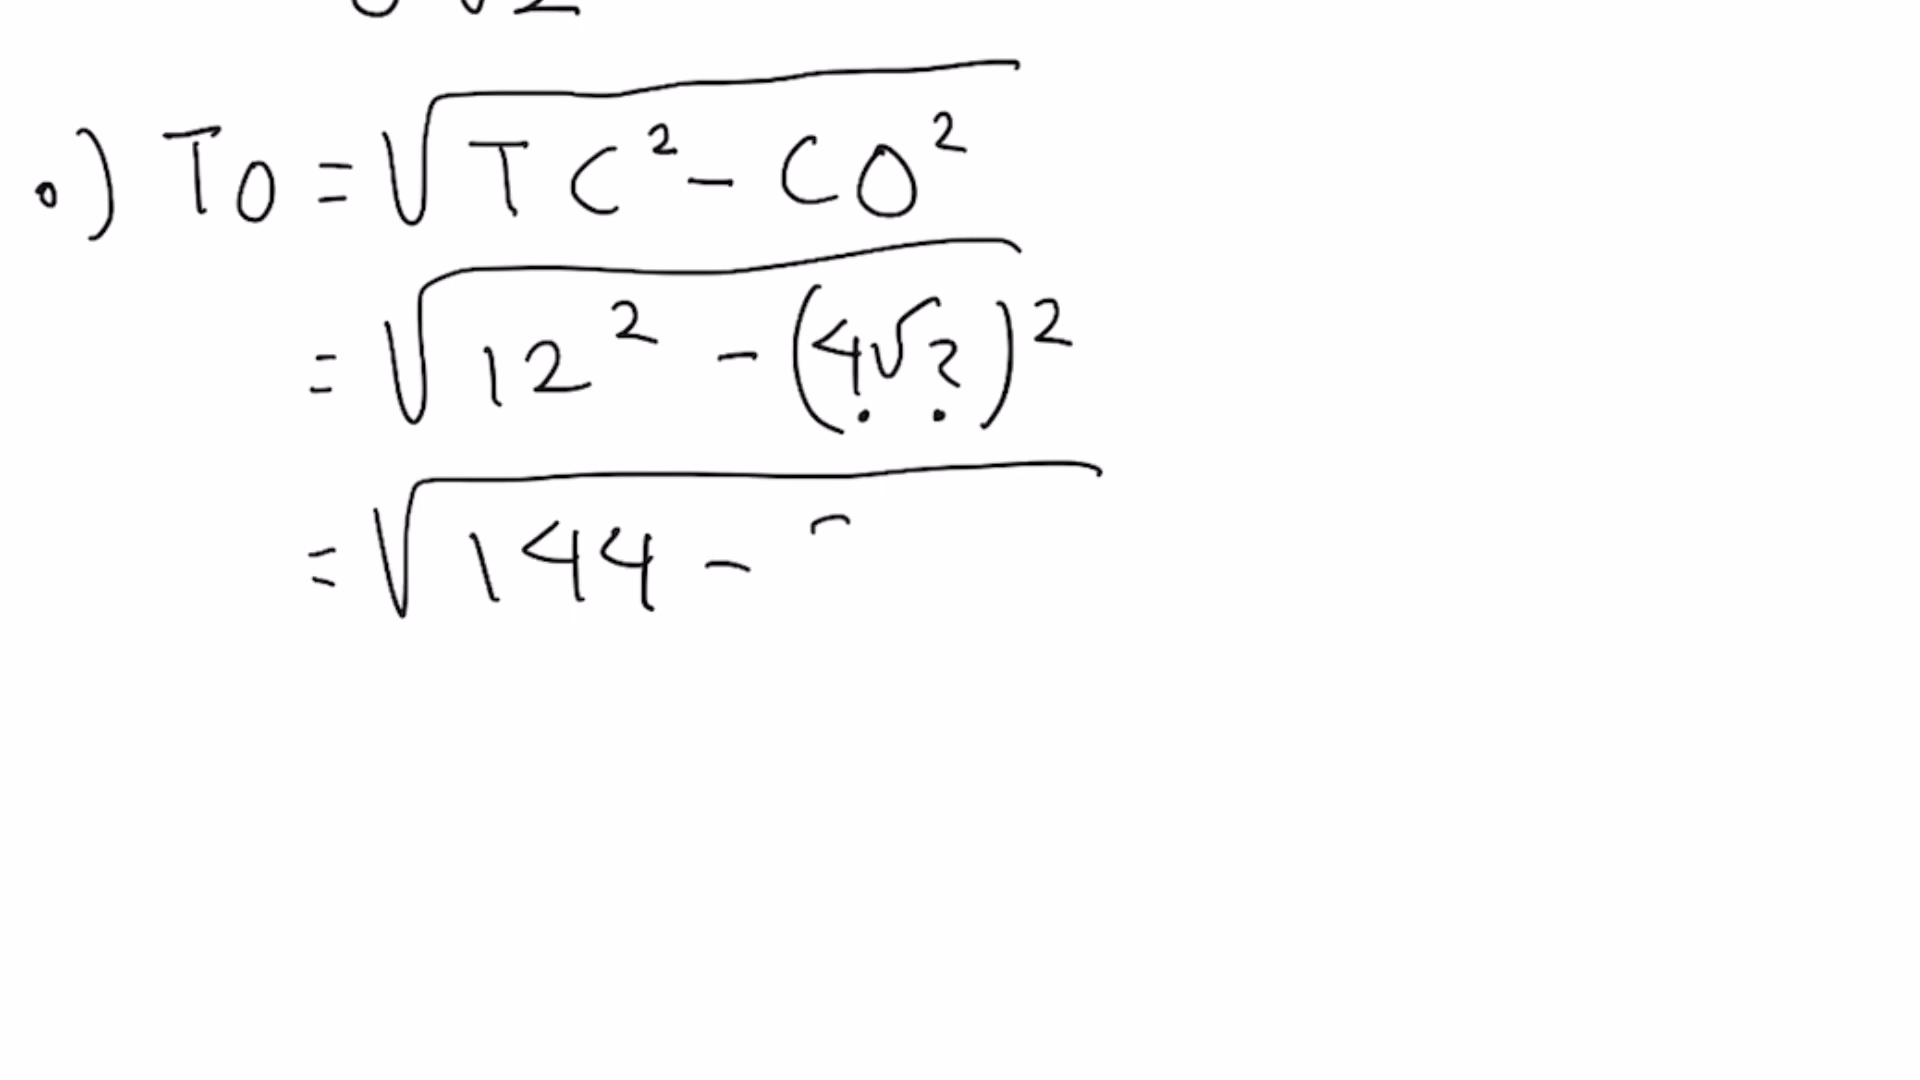 •) TO = √(TC² - CO²)
= √(12² - (4√2)²)
= √(144 -